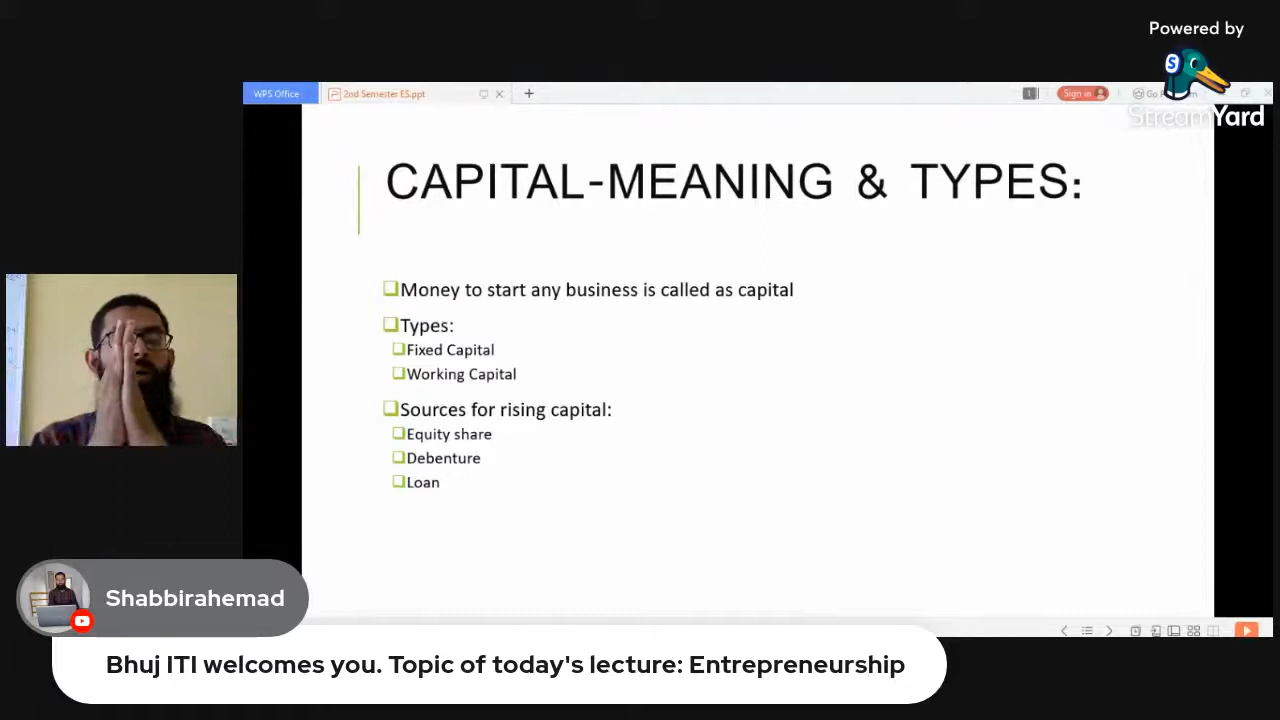 Powered by
StreamYard
WPS Office
2nd Semester ES.ppt
Sign in
Go
CAPITAL-MEANING & TYPES:
Money to start any business is called as capital
Types:
Fixed Capital
Working Capital
Sources for rising capital:
Equity share
Debenture
Loan
Shabbirahemad
Bhuj ITI welcomes you. Topic of today's lecture: Entrepreneurship